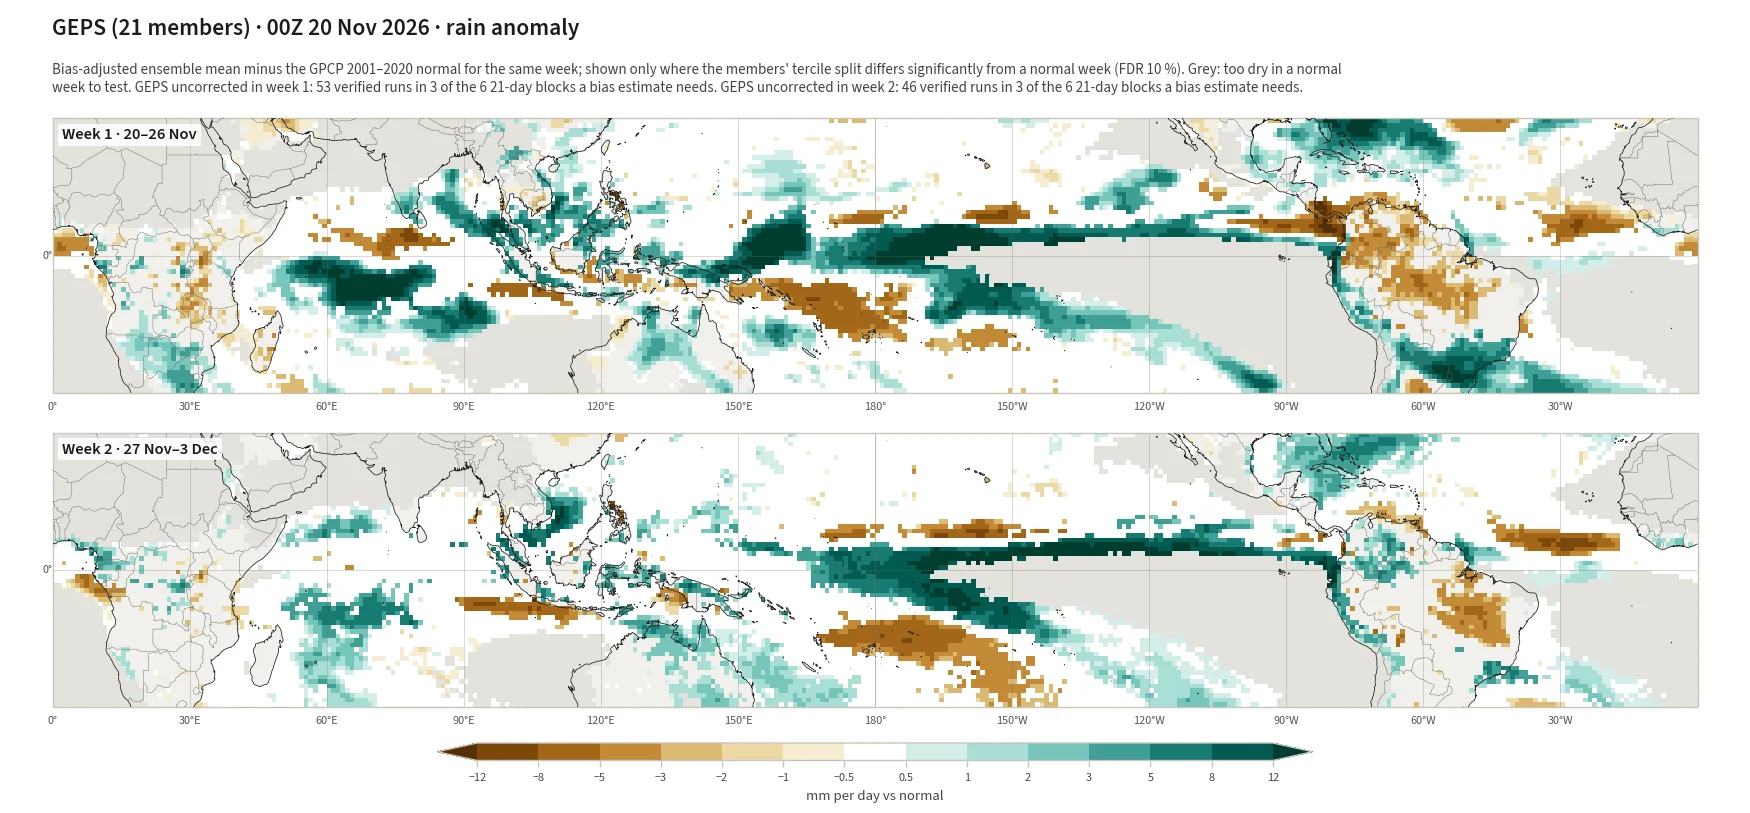 GEPS (21 members) · 00Z 20 Nov 2026 · rain anomaly
Bias-adjusted ensemble mean minus the GPCP 2001–2020 normal for the same week; shown only where the members' tercile split differs significantly from a normal week (FDR 10 %). Grey: too dry in a normal
week to test. GEPS uncorrected in week 1: 53 verified runs in 3 of the 6 21-day blocks a bias estimate needs. GEPS uncorrected in week 2: 46 verified runs in 3 of the 6 21-day blocks a bias estimate needs.
Week 1 · 20–26 Nov
0°
0° 30°E 60°E 90°E 120°E 150°E 180° 150°W 120°W 90°W 60°W 30°W
Week 2 · 27 Nov–3 Dec
0°
0° 30°E 60°E 90°E 120°E 150°E 180° 150°W 120°W 90°W 60°W 30°W
−12 −8 −5 −3 −2 −1 −0.5 0.5 1 2 3 5 8 12
mm per day vs normal